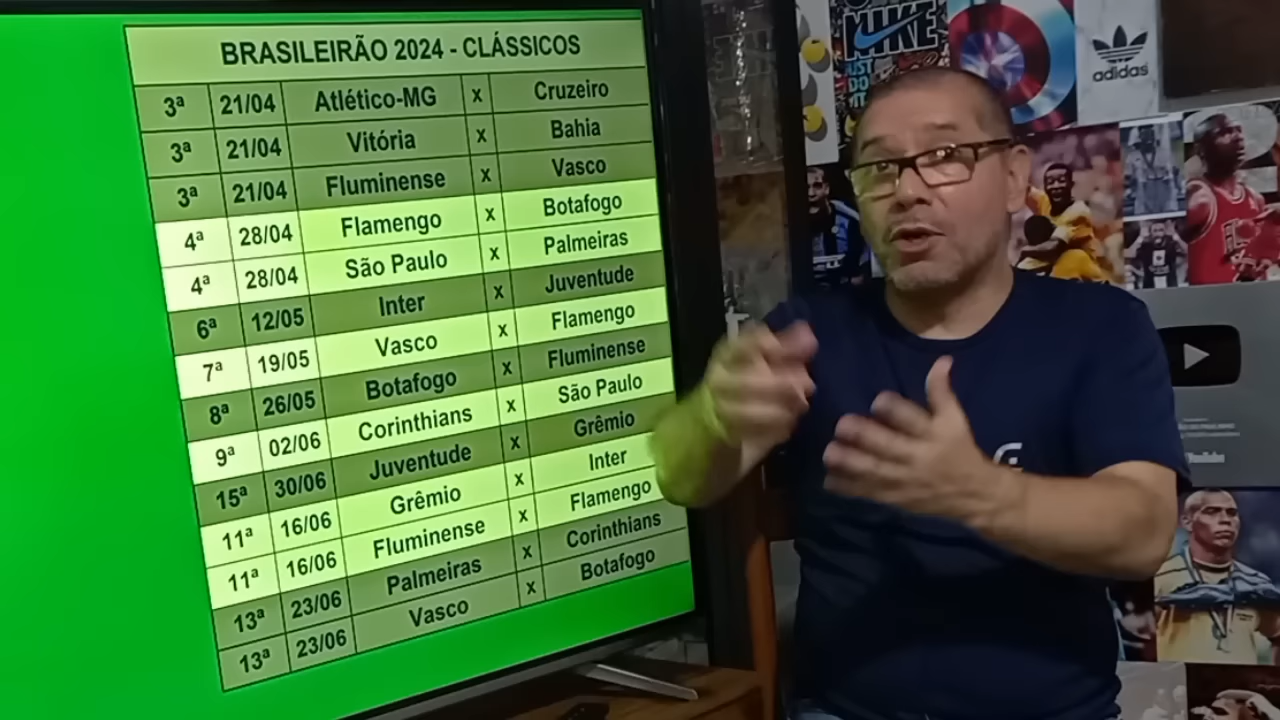 BRASILEIRÃO 2024 - CLÁSSICOS
3ª 21/04 Atlético-MG x Cruzeiro
3ª 21/04 Vitória x Bahia
3ª 21/04 Fluminense x Vasco
4ª 28/04 Flamengo x Botafogo
4ª 28/04 São Paulo x Palmeiras
6ª 12/05 Inter x Juventude
7ª 19/05 Vasco x Flamengo
8ª 26/05 Botafogo x Fluminense
9ª 02/06 Corinthians x São Paulo
15ª 30/06 Juventude x Grêmio
11ª 16/06 Grêmio x Inter
11ª 16/06 Fluminense x Flamengo
13ª 23/06 Palmeiras x Corinthians
13ª 23/06 Vasco x Botafogo
NIKE
JUST
DO
IT
adidas